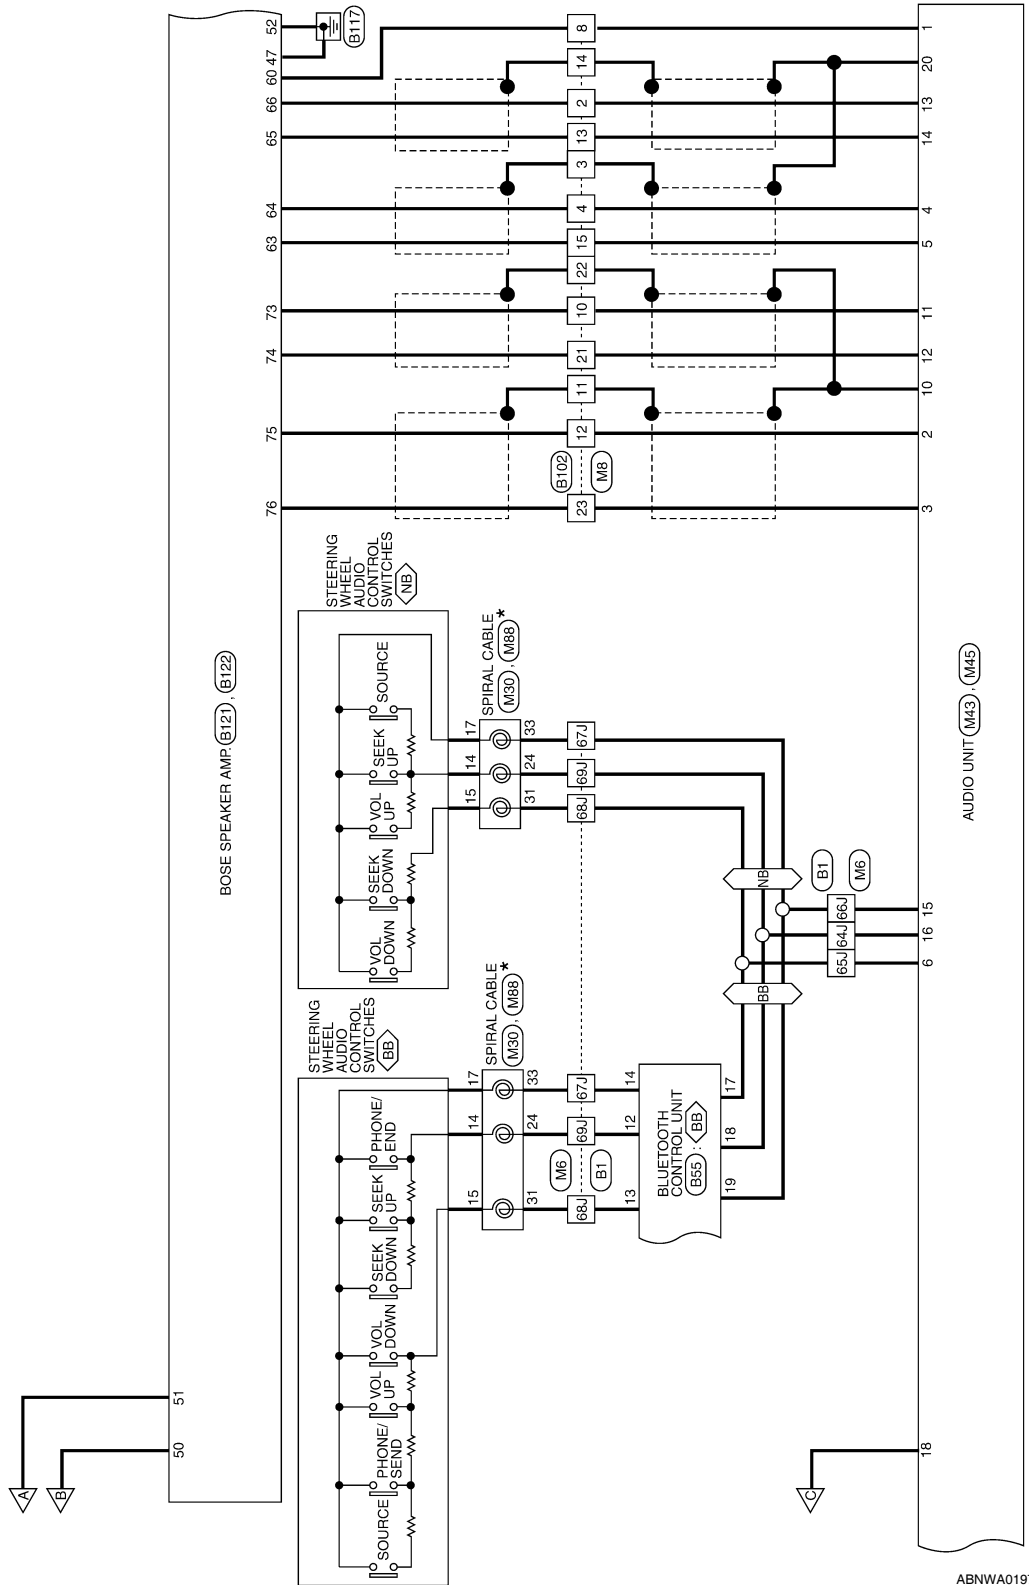 52
47
60
66
65
64
63
73
74
75
76
B117
8
14
2
13
3
4
15
22
10
21
11
12
23
B102
M8
1
20
13
14
4
5
11
12
10
2
3
BOSE SPEAKER AMP. B121 , B122
STEERING
WHEEL
AUDIO
CONTROL
SWITCHES
NB
SOURCE
SEEK
UP
VOL
UP
SEEK
DOWN
VOL
DOWN
17
14
15
SPIRAL CABLE *
M30 , M88
33
24
31
67J
69J
68J
NB
B1
M6
66J
64J
65J
15
16
6
BB
AUDIO UNIT M43 , M45
STEERING
WHEEL
AUDIO
CONTROL
SWITCHES
BB
PHONE/
END
SEEK
UP
SEEK
DOWN
VOL
DOWN
VOL
UP
PHONE/
SEND
SOURCE
17
14
15
SPIRAL CABLE *
M30 , M88
33
24
31
67J
69J
68J
M6
B1
14
12
13
BLUETOOTH
CONTROL UNIT
B55 : BB
17
18
19
51
50
A
B
C
18
ABNWA019